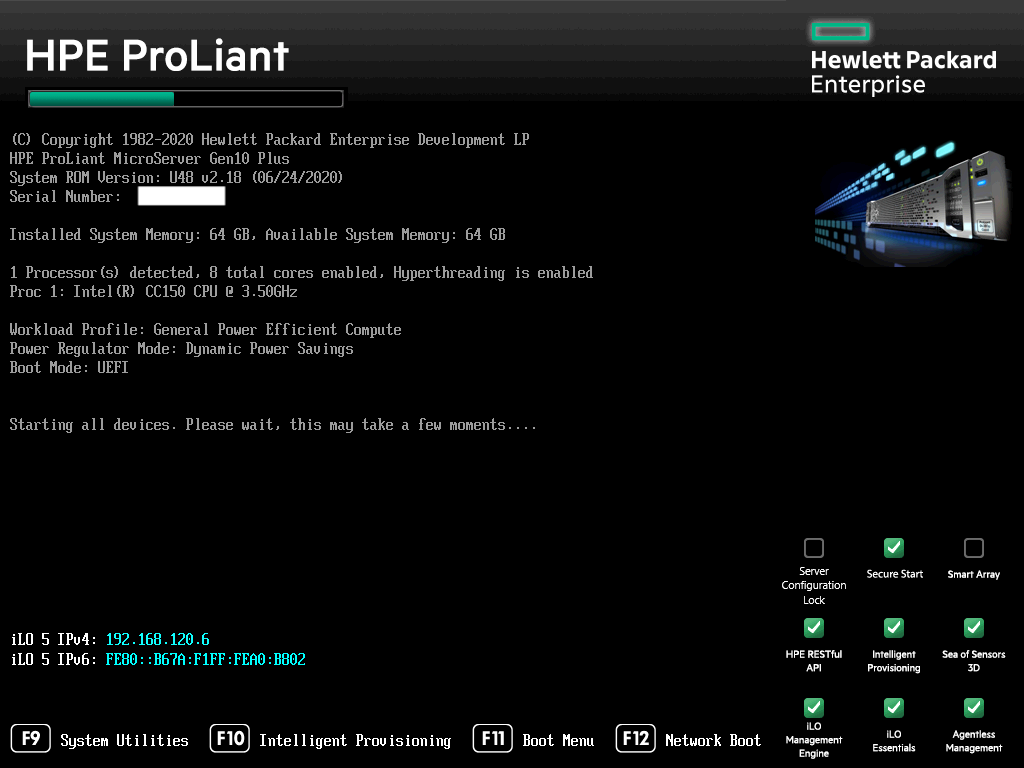 HPE ProLiant
Hewlett Packard
Enterprise
(C) Copyright 1982-2020 Hewlett Packard Enterprise Development LP
HPE ProLiant MicroServer Gen10 Plus
System ROM Version: U48 v2.18 (06/24/2020)
Serial Number:
Installed System Memory: 64 GB, Available System Memory: 64 GB
1 Processor(s) detected, 8 total cores enabled, Hyperthreading is enabled
Proc 1: Intel(R) CC150 CPU @ 3.50GHz
Workload Profile: General Power Efficient Compute
Power Regulator Mode: Dynamic Power Savings
Boot Mode: UEFI
Starting all devices. Please wait, this may take a few moments....
Server
Configuration
Lock
Secure Start
Smart Array
HPE RESTful
API
Intelligent
Provisioning
Sea of Sensors
3D
iLO
Management
Engine
iLO
Essentials
Agentless
Management
iLO 5 IPv4: 192.168.120.6
iLO 5 IPv6: FE80::B67A:F1FF:FEA0:B802
F9 System Utilities F10 Intelligent Provisioning F11 Boot Menu F12 Network Boot